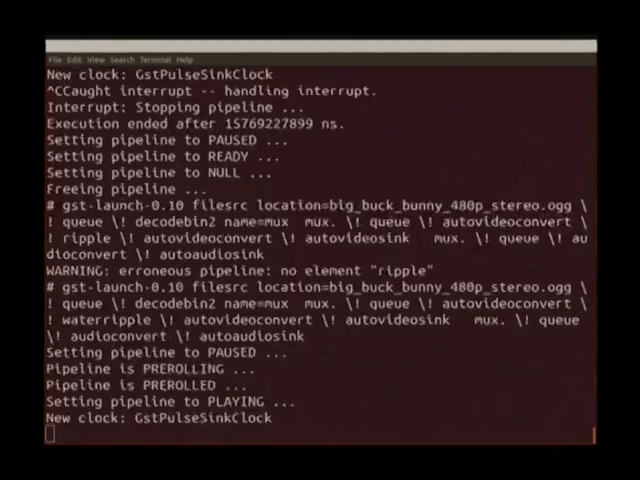 File Edit View Search Terminal Help
New clock: GstPulseSinkClock
^CCaught interrupt -- handling interrupt.
Interrupt: Stopping pipeline ...
Execution ended after 15769227899 ns.
Setting pipeline to PAUSED ...
Setting pipeline to READY ...
Setting pipeline to NULL ...
Freeing pipeline ...
# gst-launch-0.10 filesrc location=big_buck_bunny_480p_stereo.ogg \
! queue \! decodebin2 name=mux  mux. \! queue \! autovideoconvert \
! ripple \! autovideoconvert \! autovideosink   mux. \! queue \! au
dioconvert \! autoaudiosink
WARNING: erroneous pipeline: no element "ripple"
# gst-launch-0.10 filesrc location=big_buck_bunny_480p_stereo.ogg \
! queue \! decodebin2 name=mux  mux. \! queue \! autovideoconvert \
! waterripple \! autovideoconvert \! autovideosink   mux. \! queue 
\! audioconvert \! autoaudiosink
Setting pipeline to PAUSED ...
Pipeline is PREROLLING ...
Pipeline is PREROLLED ...
Setting pipeline to PLAYING ...
New clock: GstPulseSinkClock